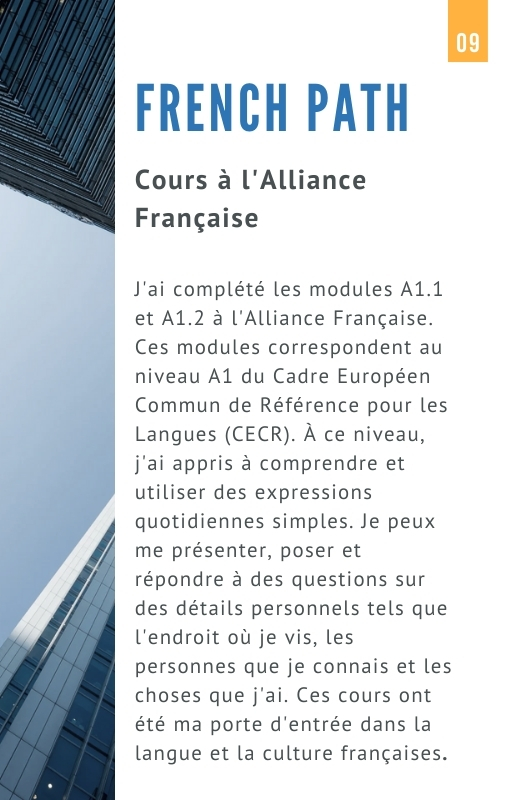 09
FRENCH PATH
Cours à l'Alliance
Française
J'ai complété les modules A1.1
et A1.2 à l'Alliance Française.
Ces modules correspondent au
niveau A1 du Cadre Européen
Commun de Référence pour les
Langues (CECR). À ce niveau,
j'ai appris à comprendre et
utiliser des expressions
quotidiennes simples. Je peux
me présenter, poser et
répondre à des questions sur
des détails personnels tels que
l'endroit où je vis, les
personnes que je connais et les
choses que j'ai. Ces cours ont
été ma porte d'entrée dans la
langue et la culture françaises.